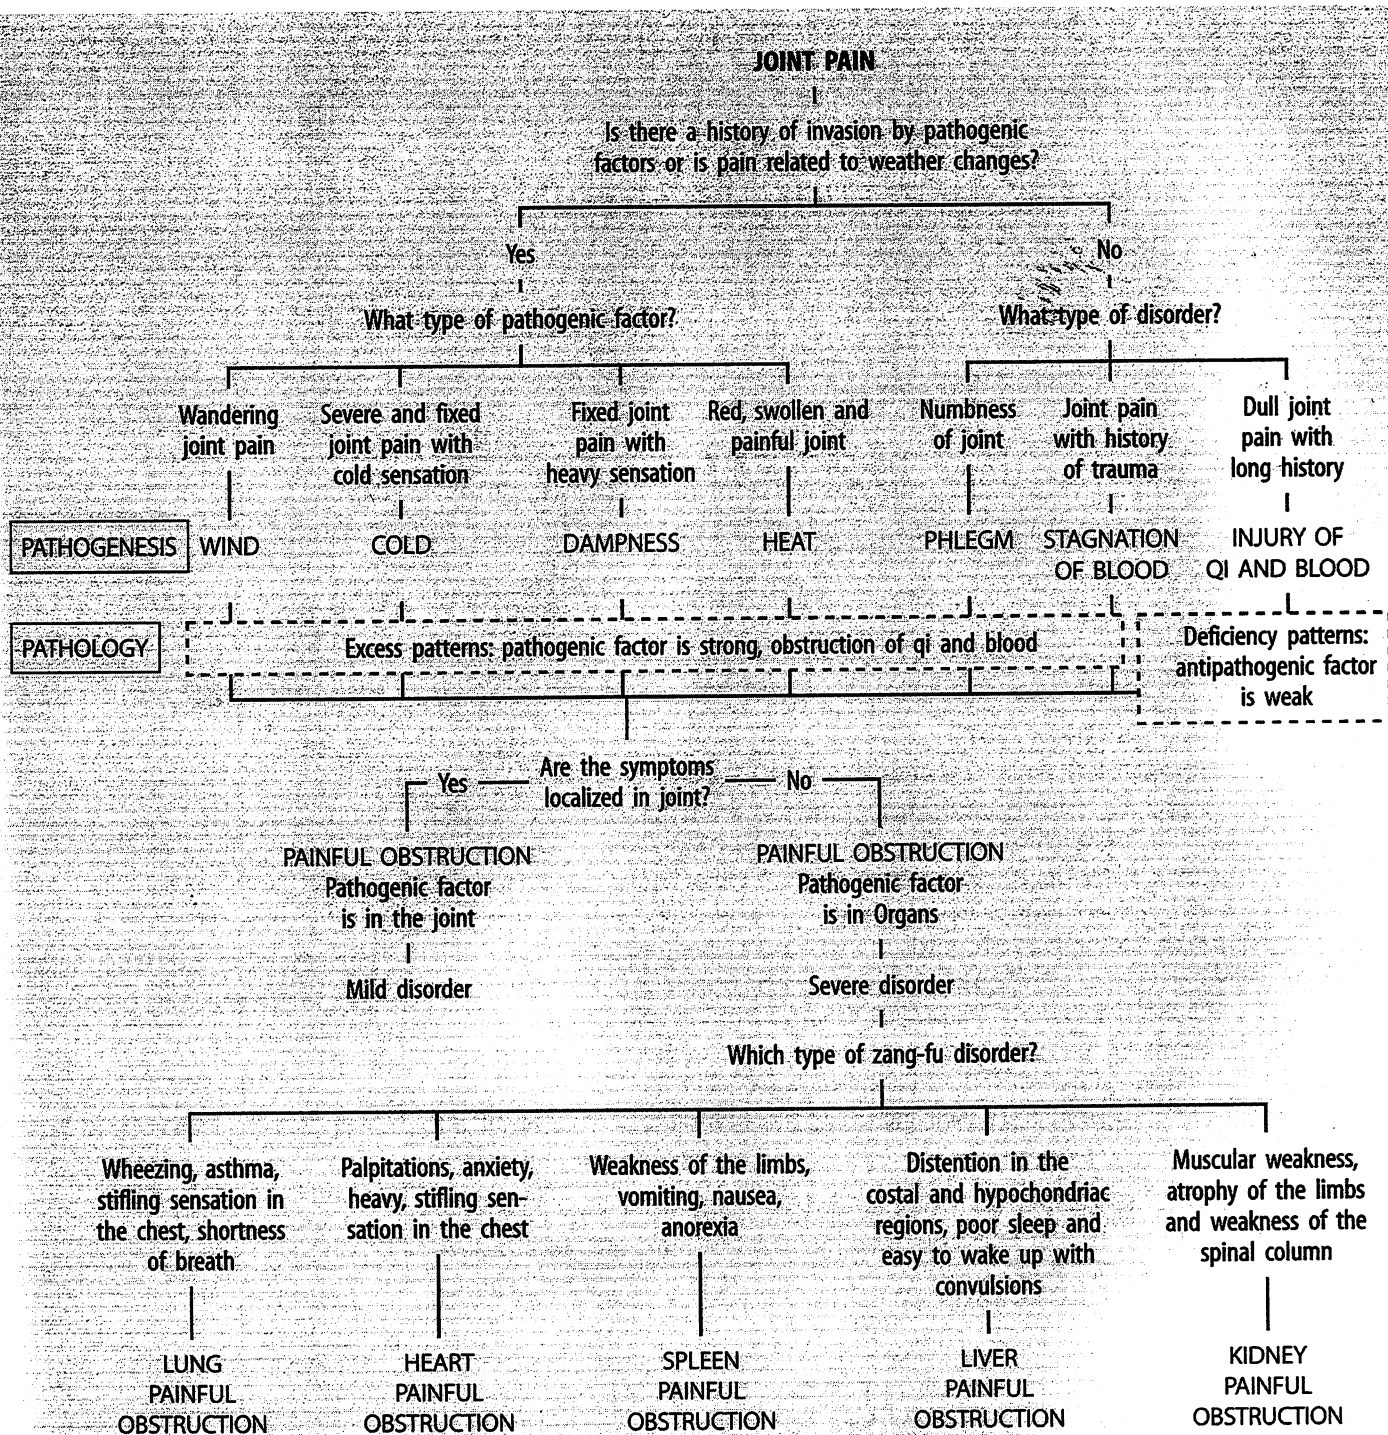 JOINT PAIN
Is there a history of invasion by pathogenic
factors or is pain related to weather changes?
Yes
No
What type of pathogenic factor?
What type of disorder?
Wandering
joint pain
Severe and fixed
joint pain with
cold sensation
Fixed joint
pain with
heavy sensation
Red, swollen and
painful joint
Numbness
of joint
Joint pain
with history
of trauma
Dull joint
pain with
long history
PATHOGENESIS
WIND
COLD
DAMPNESS
HEAT
PHLEGM
STAGNATION
OF BLOOD
INJURY OF
QI AND BLOOD
PATHOLOGY
Excess patterns: pathogenic factor is strong, obstruction of qi and blood
Deficiency patterns:
antipathogenic factor
is weak
Are the symptoms
localized in joint?
Yes
No
PAINFUL OBSTRUCTION
Pathogenic factor
is in the joint
Mild disorder
PAINFUL OBSTRUCTION
Pathogenic factor
is in Organs
Severe disorder
Which type of zang-fu disorder?
Wheezing, asthma,
stifling sensation in
the chest, shortness
of breath
Palpitations, anxiety,
heavy, stifling sen-
sation in the chest
Weakness of the limbs,
vomiting, nausea,
anorexia
Distention in the
costal and hypochondriac
regions, poor sleep and
easy to wake up with
convulsions
Muscular weakness,
atrophy of the limbs
and weakness of the
spinal column
LUNG
PAINFUL
OBSTRUCTION
HEART
PAINFUL
OBSTRUCTION
SPLEEN
PAINFUL
OBSTRUCTION
LIVER
PAINFUL
OBSTRUCTION
KIDNEY
PAINFUL
OBSTRUCTION